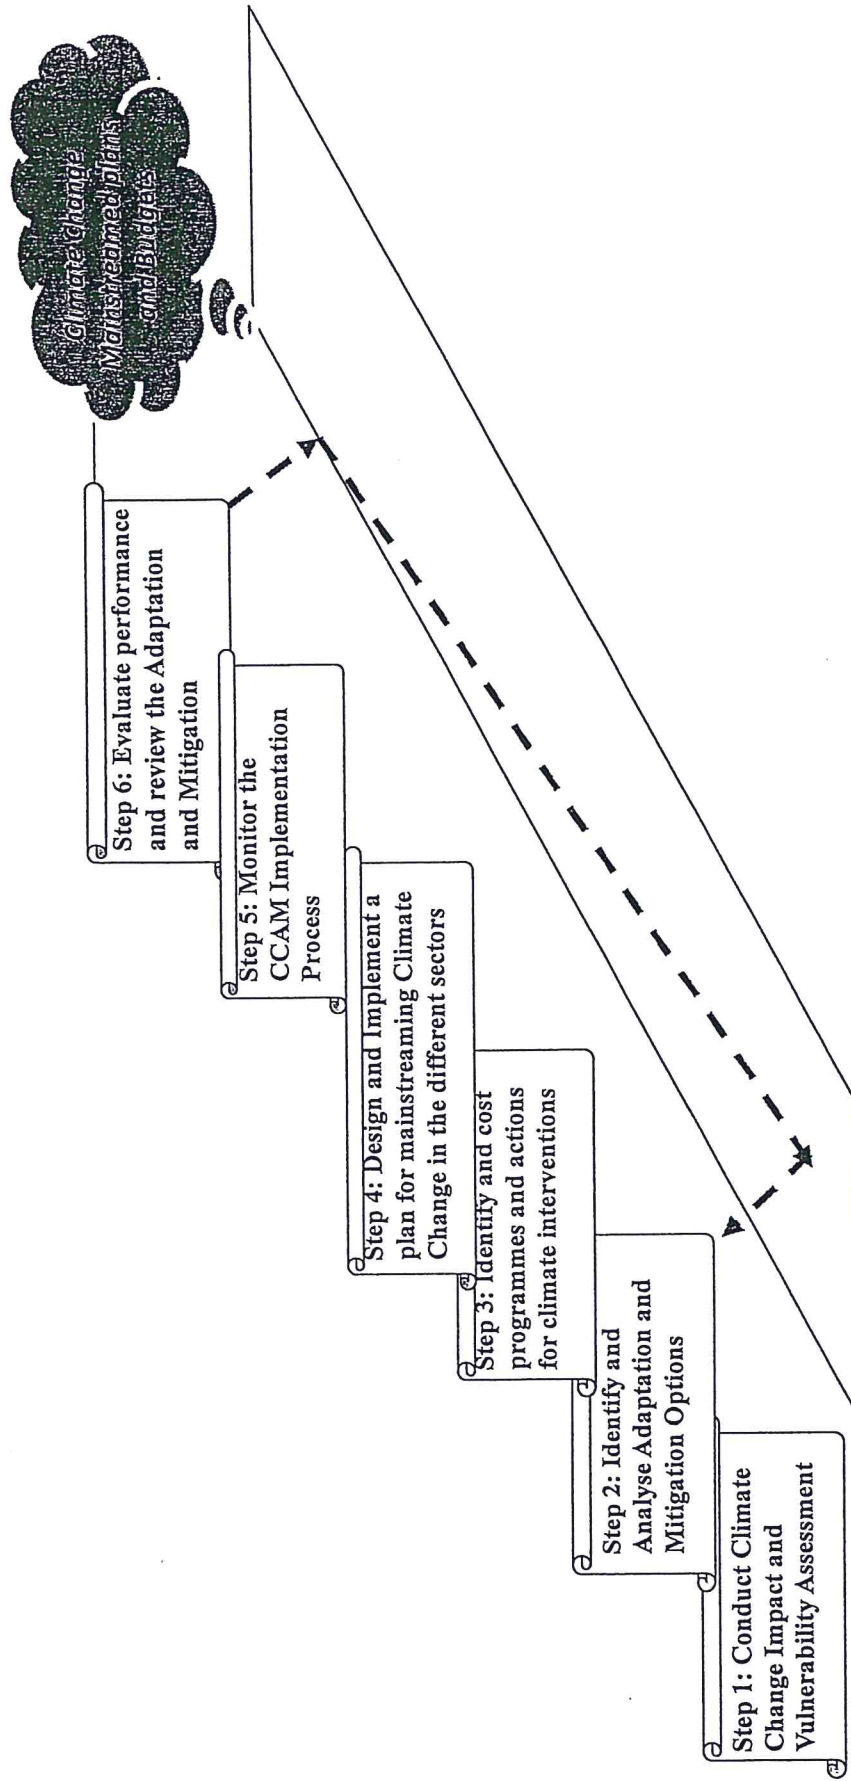 Climate Change
Mainstreamed plans
and Budgets
Step 6: Evaluate performance
and review the Adaptation
and Mitigation
Step 5: Monitor the
CCAM Implementation
Process
Step 4: Design and Implement a
plan for mainstreaming Climate
Change in the different sectors
Step 3: Identify and cost
programmes and actions
for climate interventions
Step 2: Identify and
Analyse Adaptation and
Mitigation Options
Step 1: Conduct Climate
Change Impact and
Vulnerability Assessment